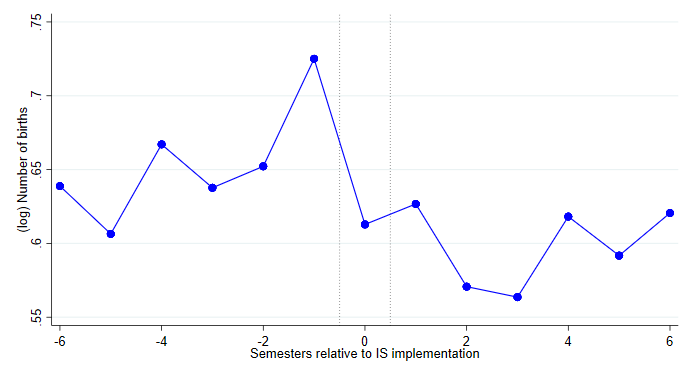 .75
.7
.65
.6
.55
(log) Number of births
-6 -4 -2 0 2 4 6
Semesters relative to IS implementation